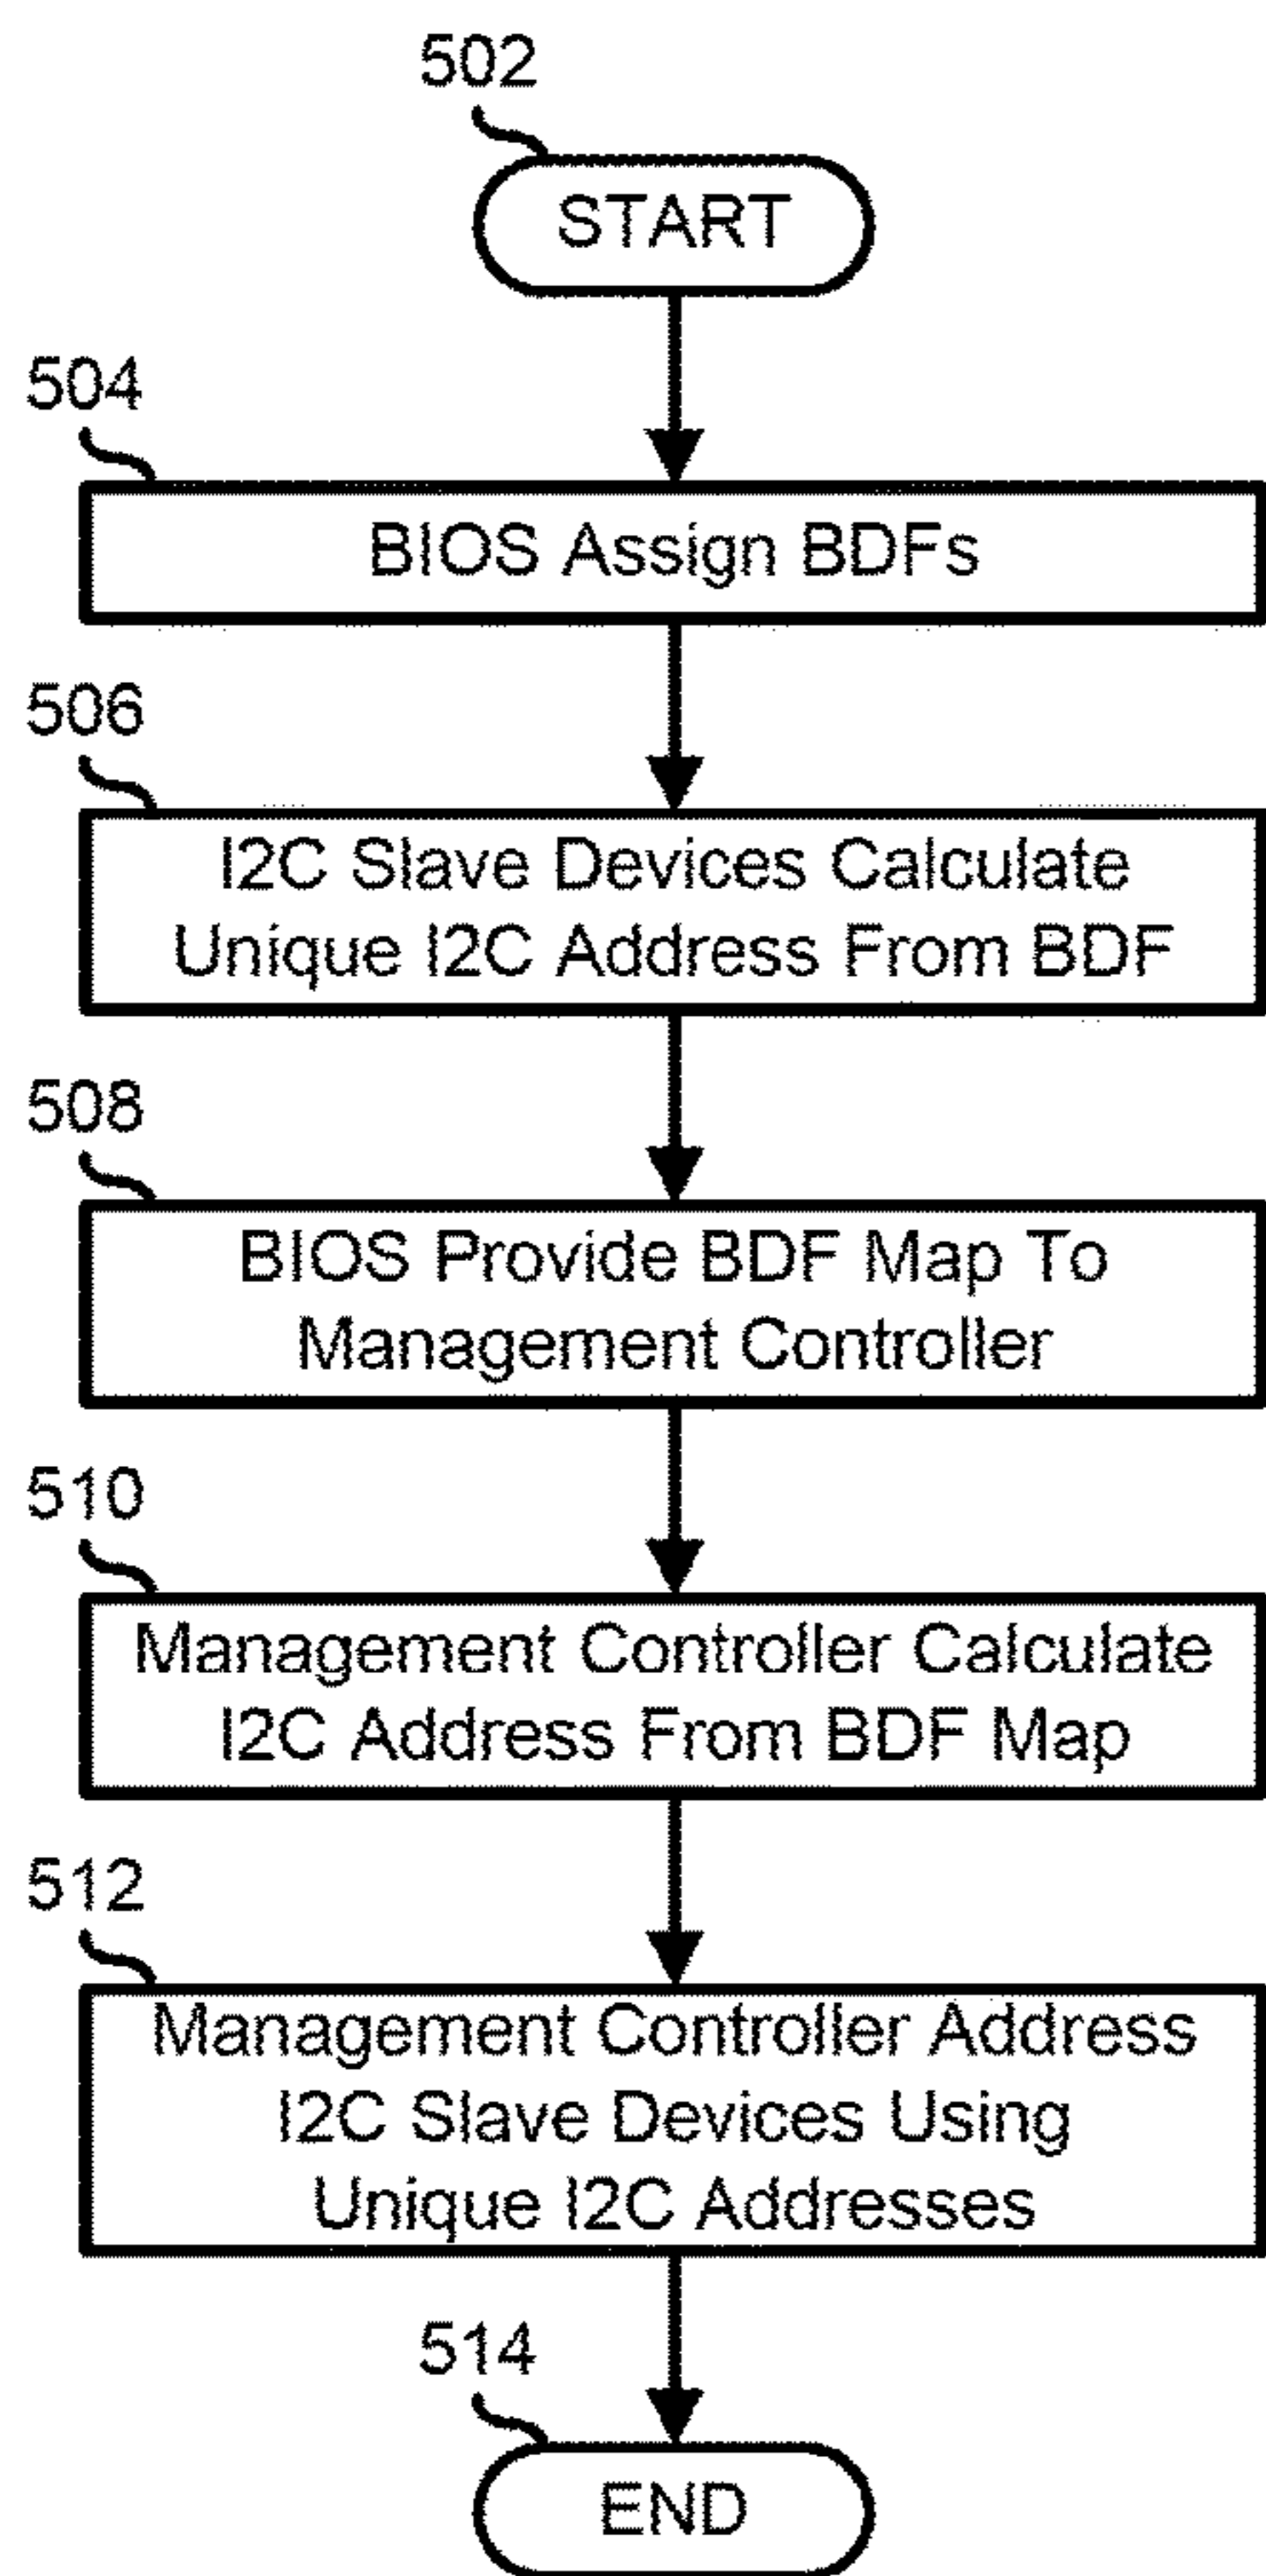 502
START
504
BIOS Assign BDFs
506
I2C Slave Devices Calculate
Unique I2C Address From BDF
508
BIOS Provide BDF Map To
Management Controller
510
Management Controller Calculate
I2C Address From BDF Map
512
Management Controller Address
I2C Slave Devices Using
Unique I2C Addresses
514
END